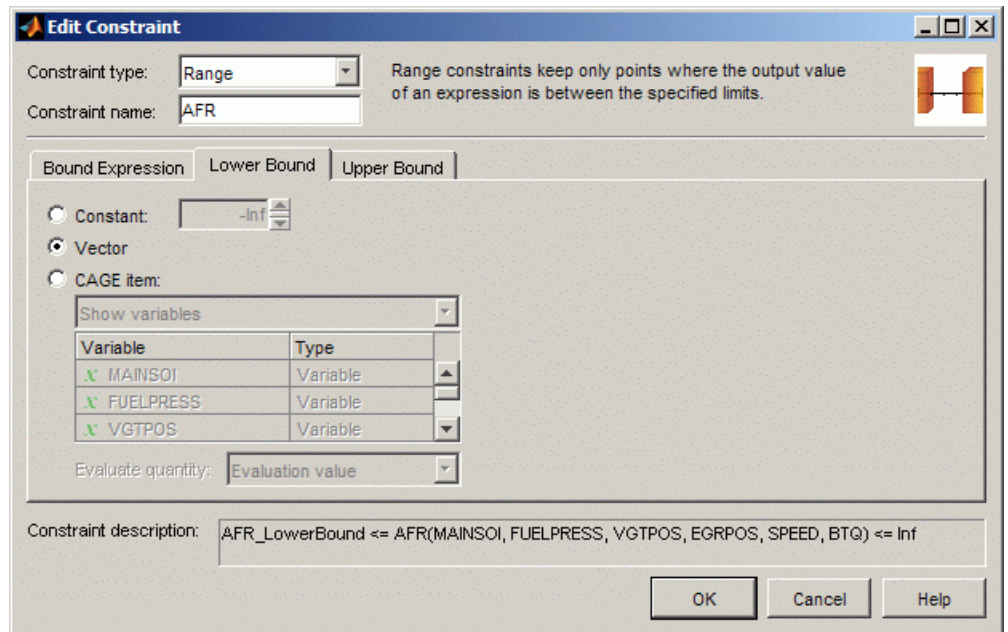 Edit Constraint
Constraint type: Range
Range constraints keep only points where the output value
of an expression is between the specified limits.
Constraint name: AFR
Bound Expression Lower Bound Upper Bound
Constant: -Inf
Vector
CAGE item:
Show variables
Variable Type
x MAINSOI Variable
x FUELPRESS Variable
x VGTPOS Variable
Evaluate quantity: Evaluation value
Constraint description: AFR_LowerBound <= AFR(MAINSOI, FUELPRESS, VGTPOS, EGRPOS, SPEED, BTQ) <= Inf
OK Cancel Help